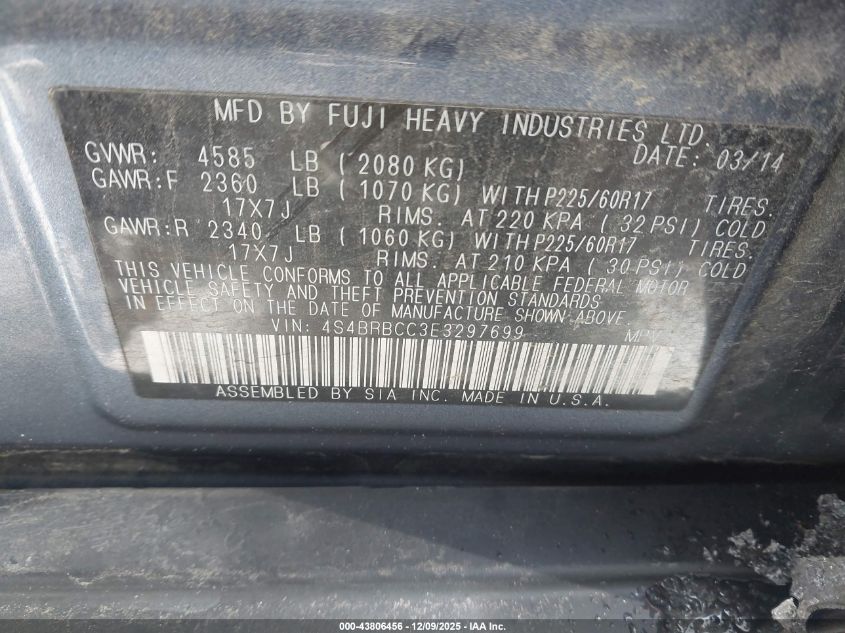 MFD BY FUJI HEAVY INDUSTRIES LTD.
DATE: 03/14
GVWR: 4585 LB ( 2080 KG)
GAWR:F 2360 LB ( 1070 KG) WITH P225/60R17 TIRES.
17X7J RIMS. AT 220 KPA ( 32 PSI) COLD
GAWR:R 2340 LB ( 1060 KG) WITH P225/60R17 TIRES.
17X7J RIMS. AT 210 KPA ( 30 PSI) COLD
THIS VEHICLE CONFORMS TO ALL APPLICABLE FEDERAL MOTOR
VEHICLE SAFETY AND THEFT PREVENTION STANDARDS
IN EFFECT ON THE DATE OF MANUFACTURE SHOWN ABOVE.
VIN: 4S4BRBCC3E3297699 MPV
ASSEMBLED BY SIA INC. MADE IN U.S.A.
000-43806456 - 12/09/2025 - IAA Inc.